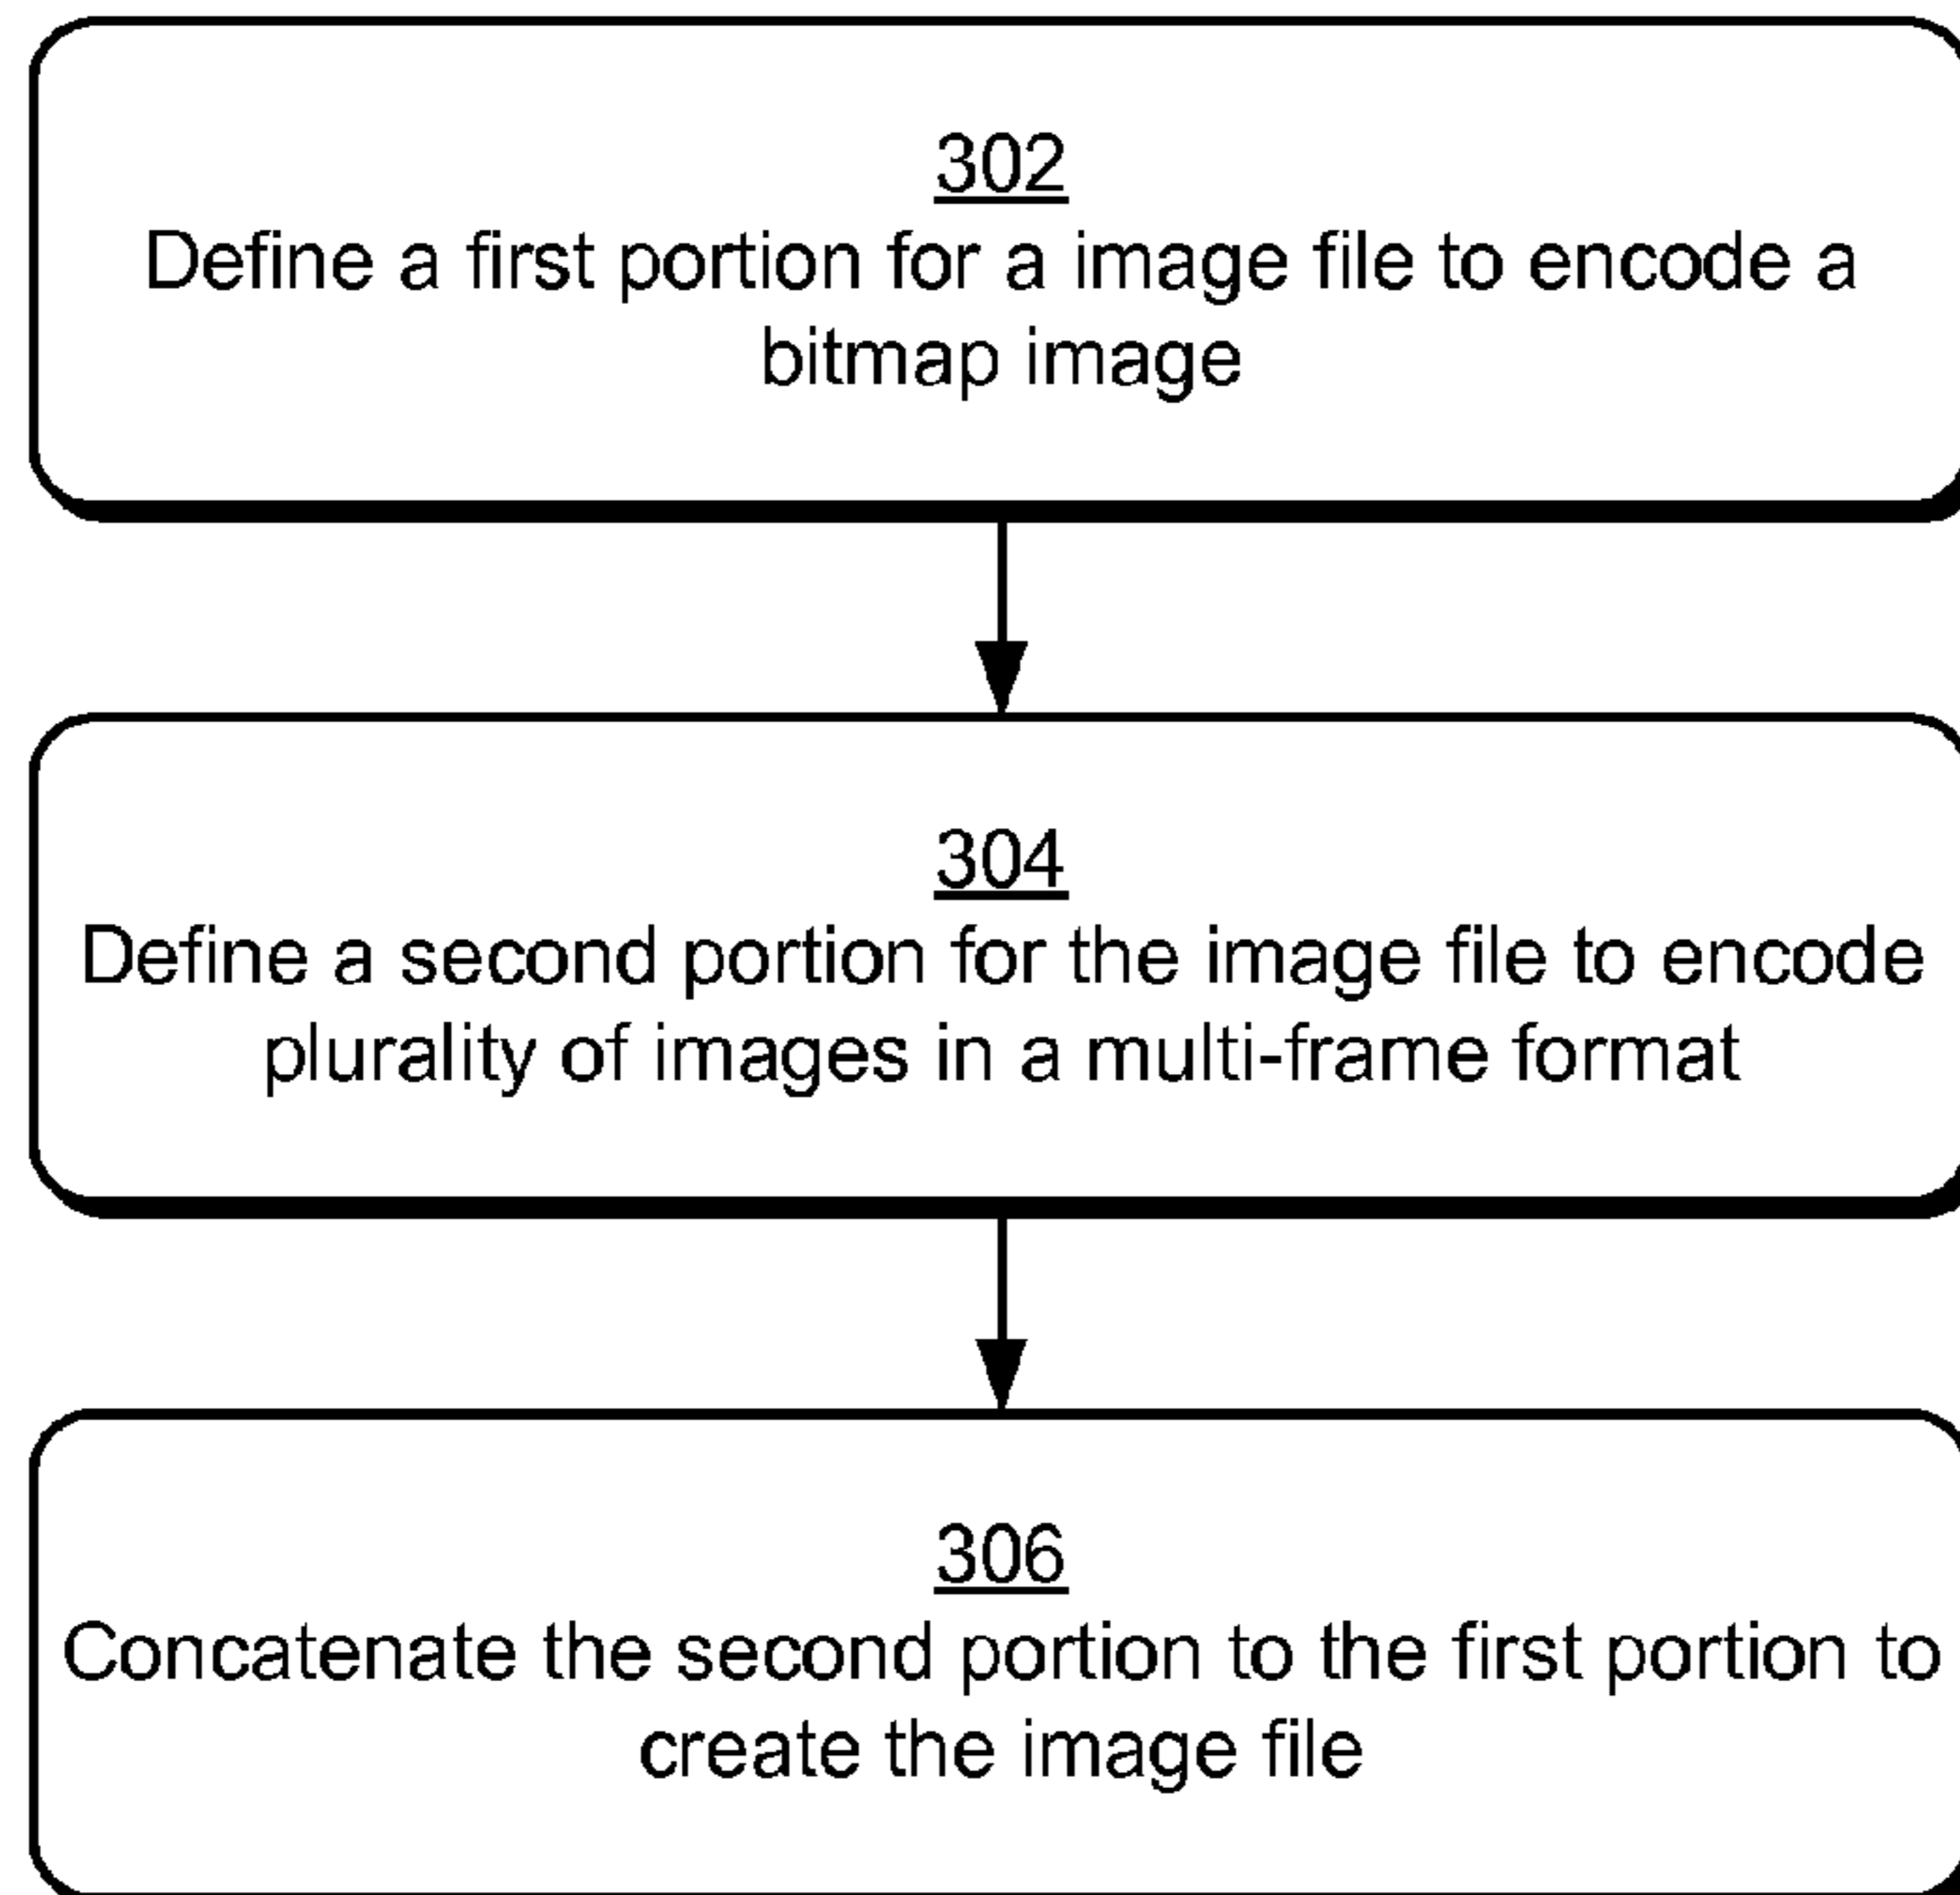 302
Define a first portion for a image file to encode a
bitmap image
304
Define a second portion for the image file to encode
plurality of images in a multi-frame format
306
Concatenate the second portion to the first portion to
create the image file